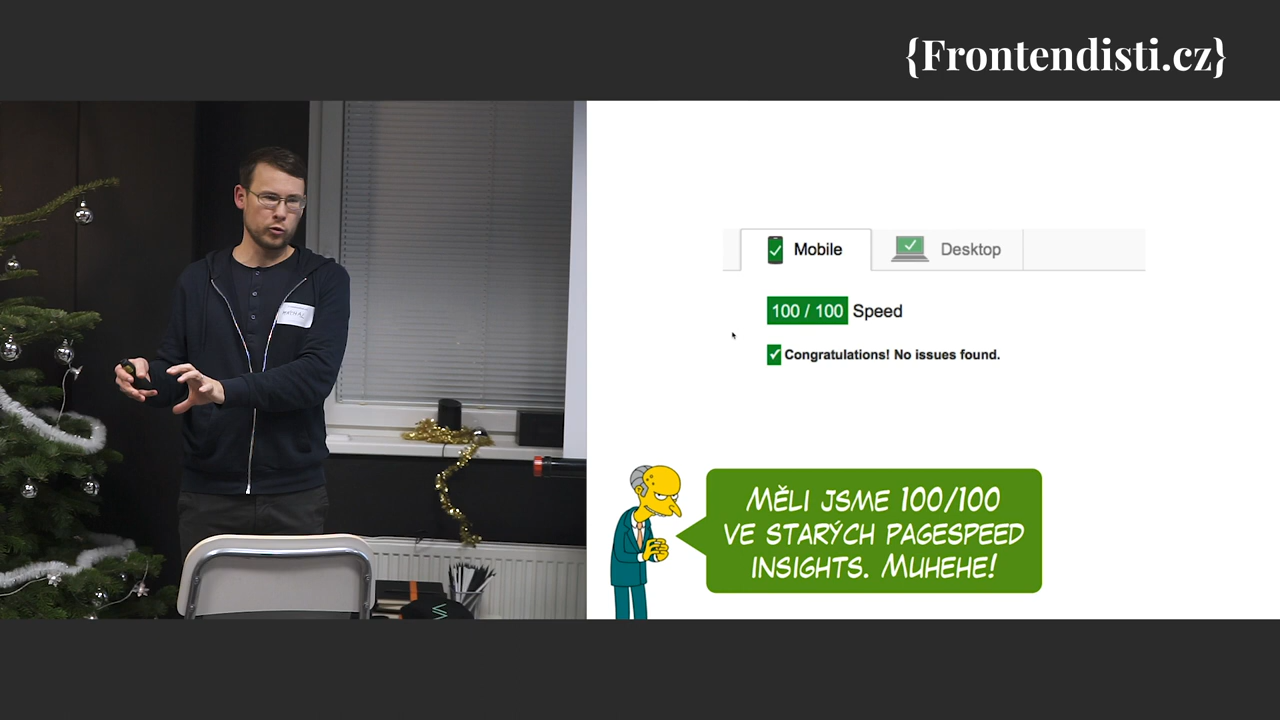 {Frontendisti.cz}
Mobile
Desktop
100 / 100 Speed
Congratulations! No issues found.
MĚLI JSME 100/100
VE STARÝCH PAGESPEED
INSIGHTS. MUHEHE!